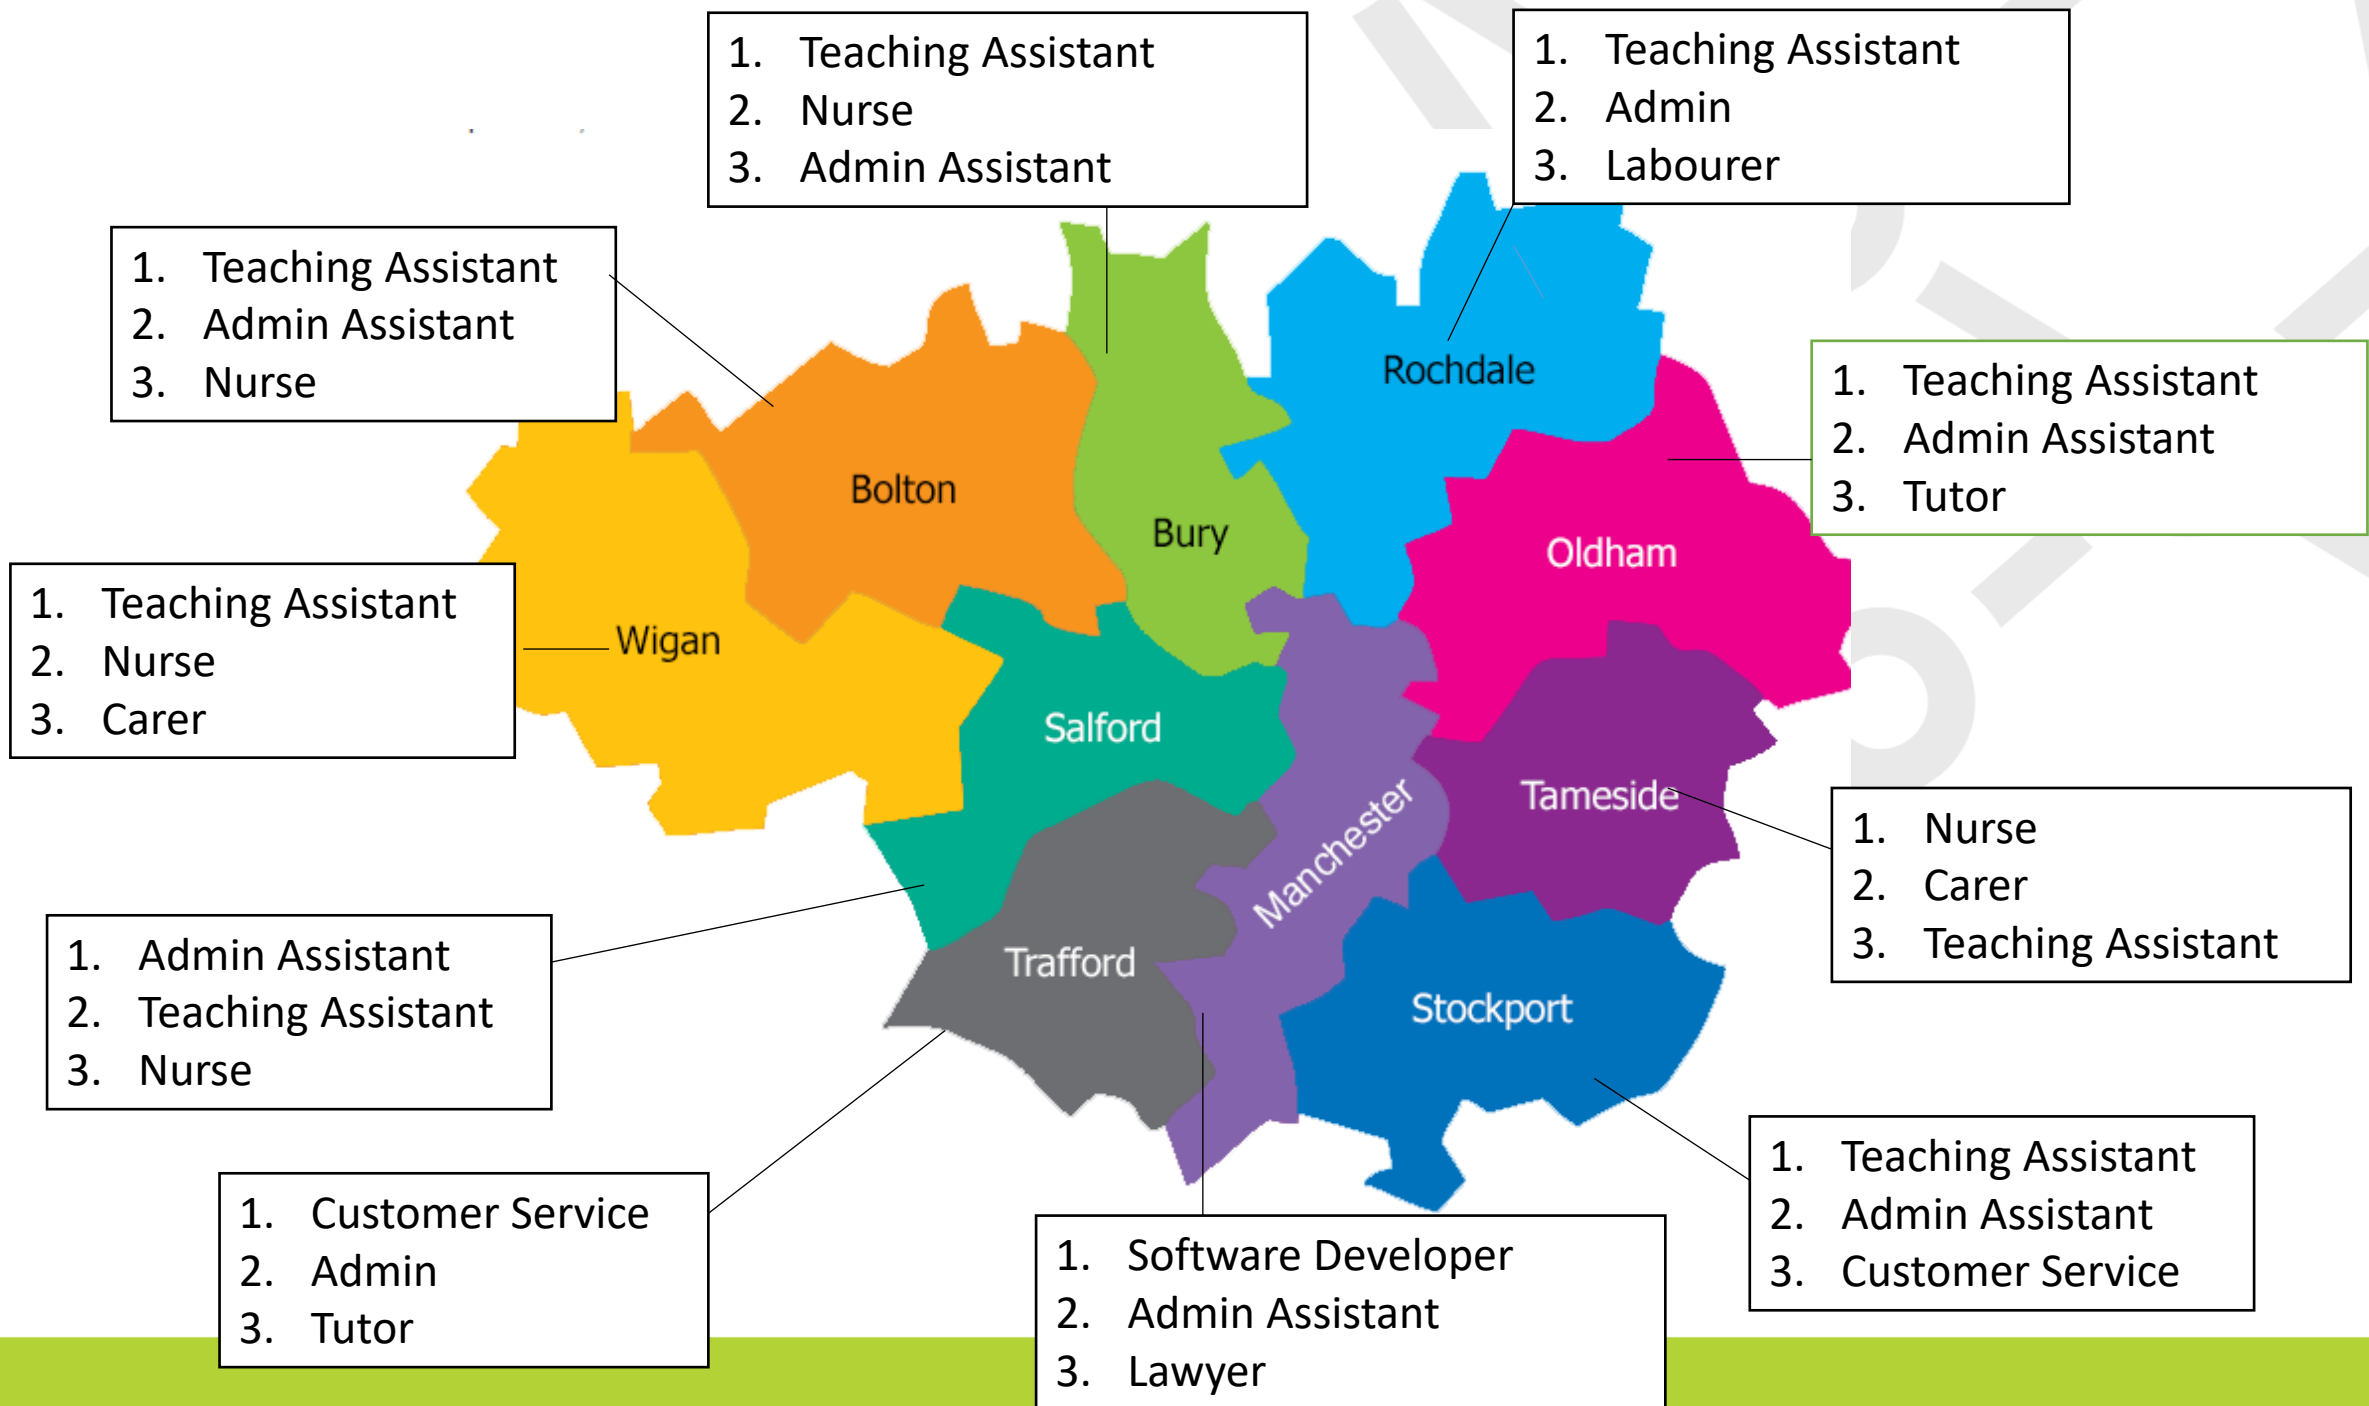 1. Teaching Assistant
2. Nurse
3. Admin Assistant
1. Teaching Assistant
2. Admin
3. Labourer
1. Teaching Assistant
2. Admin Assistant
3. Nurse
Rochdale
1. Teaching Assistant
2. Admin Assistant
3. Tutor
Bolton
Bury
Oldham
1. Teaching Assistant
2. Nurse
3. Carer
Wigan
Salford
Manchester
Tameside
1. Nurse
2. Carer
3. Teaching Assistant
1. Admin Assistant
2. Teaching Assistant
3. Nurse
Trafford
Stockport
1. Customer Service
2. Admin
3. Tutor
1. Software Developer
2. Admin Assistant
3. Lawyer
1. Teaching Assistant
2. Admin Assistant
3. Customer Service